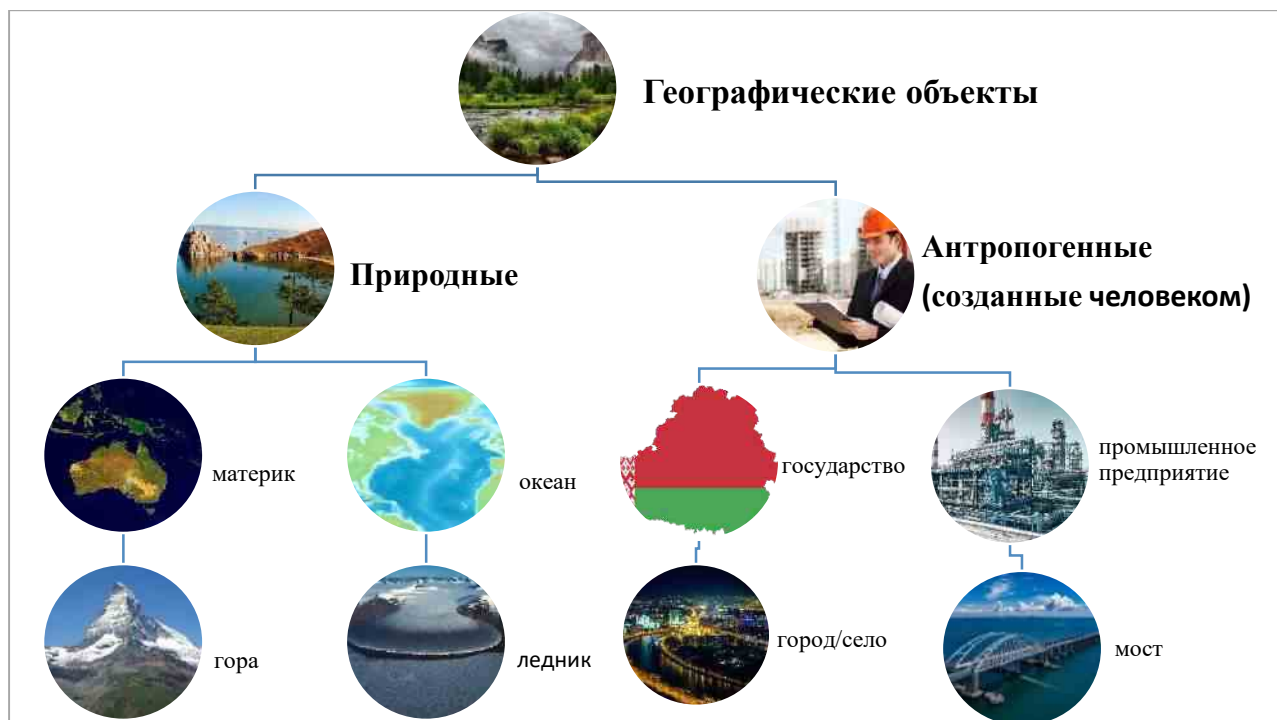 Географические объекты
Природные
Антропогенные
(созданные человеком)
материк
океан
государство
промышленное
предприятие
гора
ледник
город/село
мост